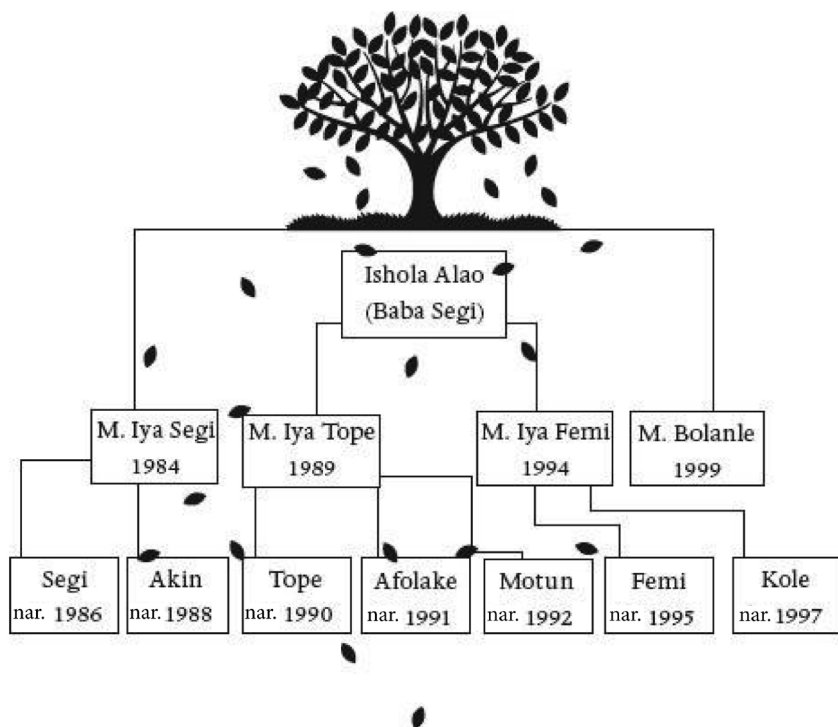 Ishola Alao
(Baba Segi)
M. Iya Segi
1984
M. Iya Tope
1989
M. Iya Femi
1994
M. Bolanle
1999
Segi
nar. 1986
Akin
nar. 1988
Tope
nar. 1990
Afolake
nar. 1991
Motun
nar. 1992
Femi
nar. 1995
Kole
nar. 1997